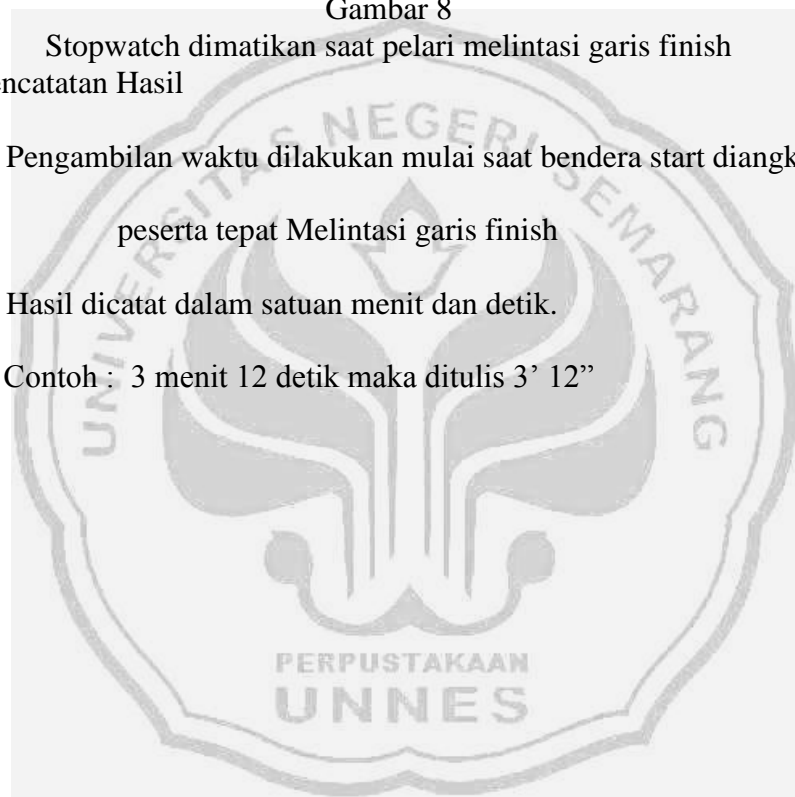 Gambar 8
Stopwatch dimatikan saat pelari melintasi garis finish
encatatan Hasil
Pengambilan waktu dilakukan mulai saat bendera start diangk
peserta tepat Melintasi garis finish
Hasil dicatat dalam satuan menit dan detik.
Contoh : 3 menit 12 detik maka ditulis 3’ 12”
UNIVERSITAS NEGERI SEMARANG
PERPUSTAKAAN
UNNES